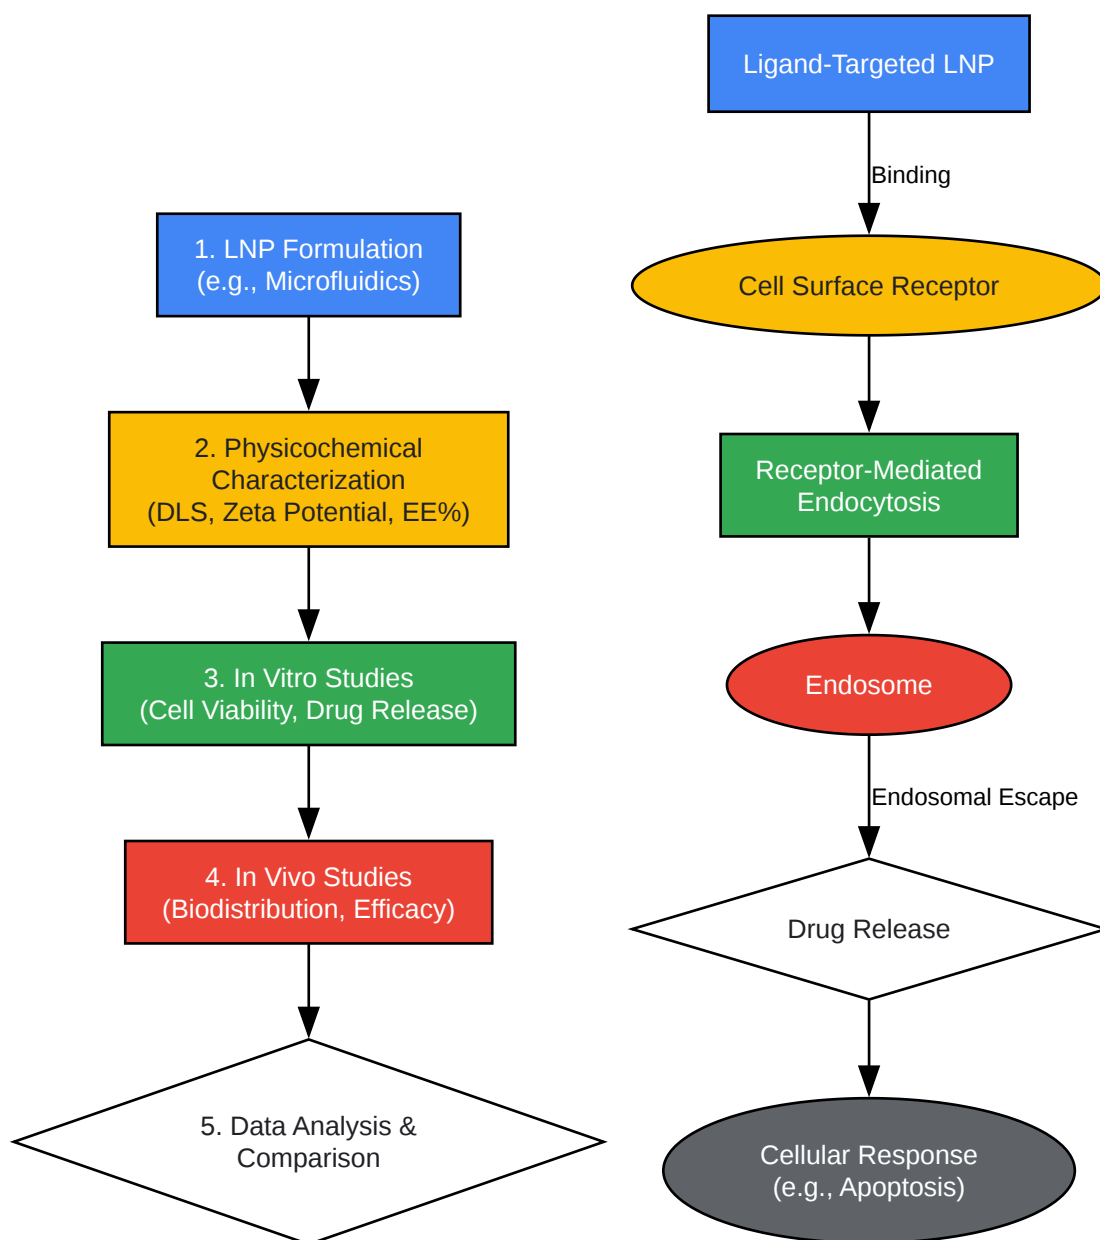 1. LNP Formulation
(e.g., Microfluidics)
2. Physicochemical
Characterization
(DLS, Zeta Potential, EE%)
3. In Vitro Studies
(Cell Viability, Drug Release)
4. In Vivo Studies
(Biodistribution, Efficacy)
5. Data Analysis &
Comparison
Ligand-Targeted LNP
Binding
Cell Surface Receptor
Receptor-Mediated
Endocytosis
Endosome
Endosomal Escape
Drug Release
Cellular Response
(e.g., Apoptosis)